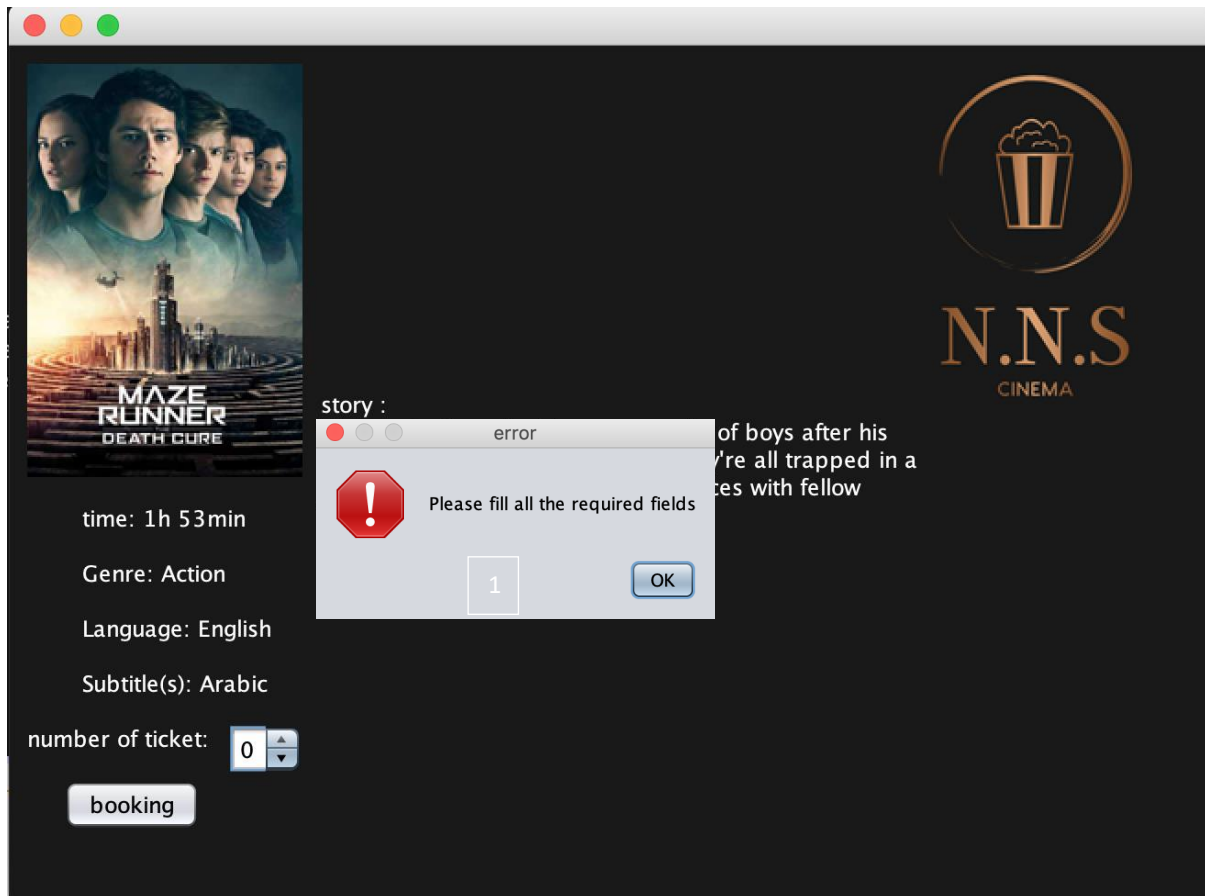 MAZE
RUNNER
DEATH CURE
N.N.S
CINEMA
story :
of boys after his
're all trapped in a
ces with fellow
error
Please fill all the required fields
1
OK
time: 1h 53min
Genre: Action
Language: English
Subtitle(s): Arabic
number of ticket: 0
booking